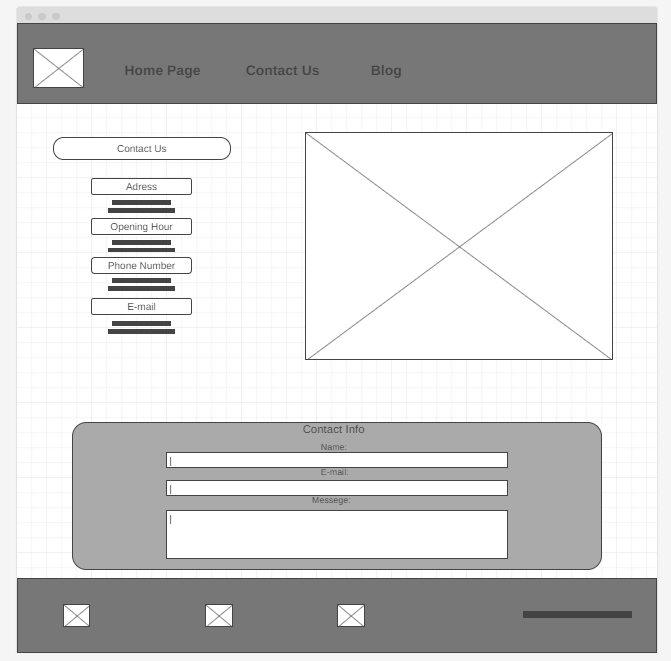 Home Page Contact Us Blog
Contact Us
Adress
Opening Hour
Phone Number
E-mail
Contact Info
Name:
E-mail:
Messege: